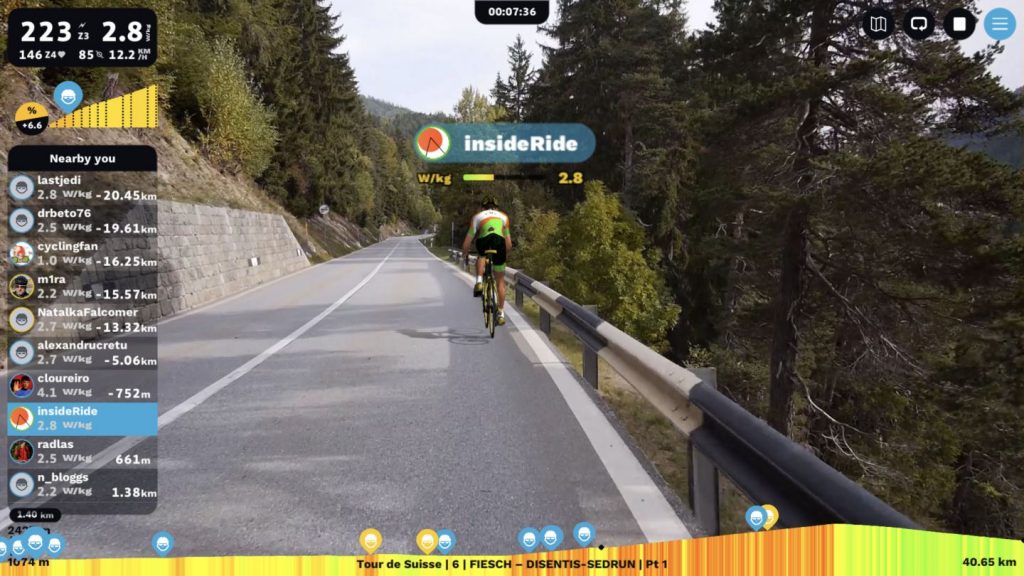 00:07:36
223 Z3 2.8 W/KG
146 Z4 85 12.2 KM/H
%
+6.6
insideRide
W/kg 2.8
Nearby you
lastjedi
2.8 W/kg -20.45km
drbeto76
2.5 W/kg -19.61km
cyclingfan
1.0 W/kg -16.25km
m1ra
2.2 W/kg -15.57km
NatalkaFalcomer
2.7 W/kg -13.32km
alexandrucretu
2.7 W/kg -5.06km
cloureiro
4.1 W/kg -752m
insideRide
2.8 W/kg
radlas
2.5 W/kg 661m
n_bloggs
2.2 W/kg 1.38km
1.40 km
1074 m
Tour de Suisse | 6 | FIESCH – DISENTIS-SEDRUN | Pt 1
40.65 km